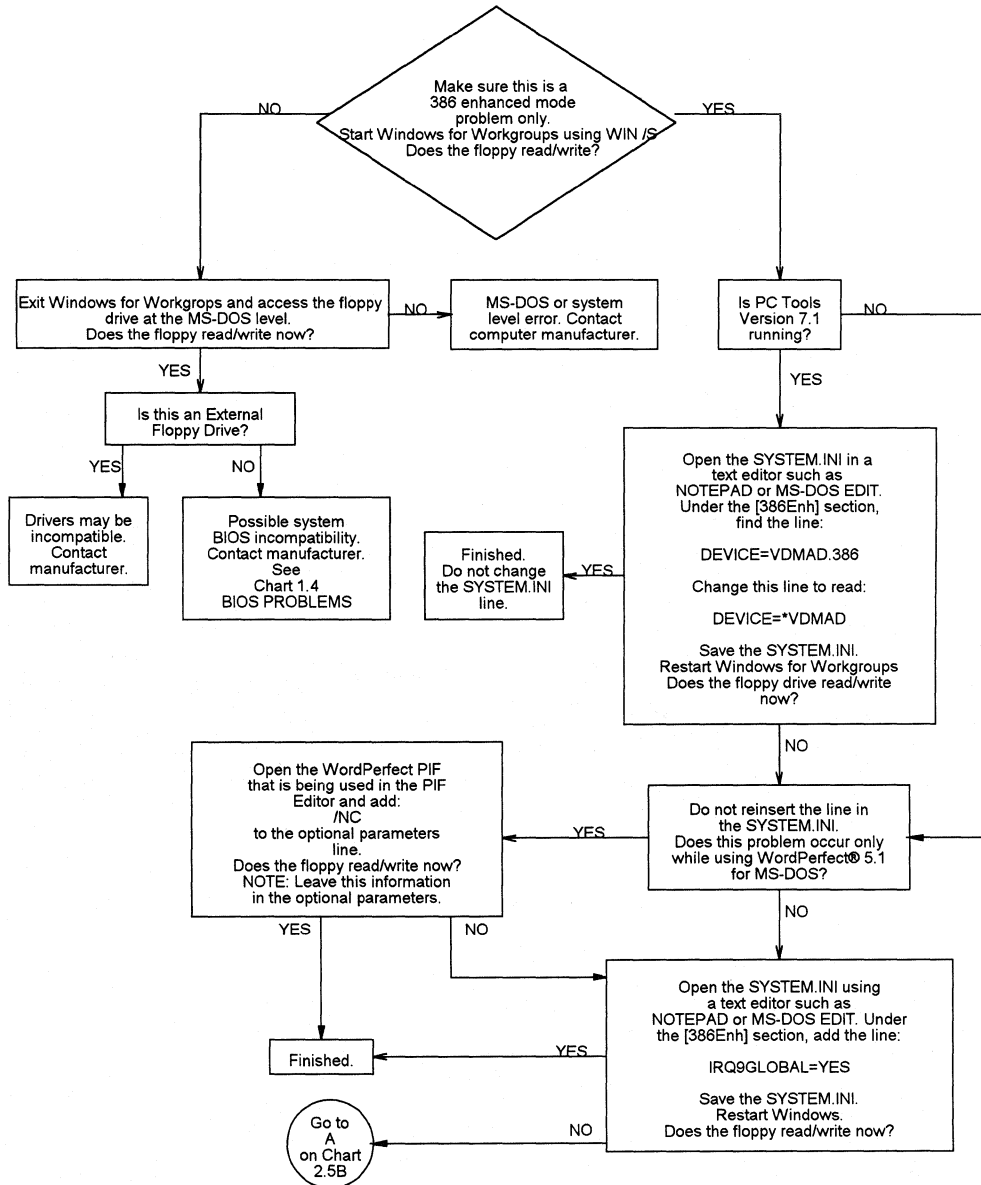 Make sure this is a
386 enhanced mode
problem only.
Start Windows for Workgroups using WIN /S
Does the floppy read/write?
NO
YES
Exit Windows for Workgrops and access the floppy
drive at the MS-DOS level.
Does the floppy read/write now?
NO
MS-DOS or system
level error. Contact
computer manufacturer.
Is PC Tools
Version 7.1
running?
NO
YES
YES
Is this an External
Floppy Drive?
YES
NO
Drivers may be
incompatible.
Contact
manufacturer.
Possible system
BIOS incompatibility.
Contact manufacturer.
See
Chart 1.4
BIOS PROBLEMS
Finished.
Do not change
the SYSTEM.INI
line.
YES
Open the SYSTEM.INI in a
text editor such as
NOTEPAD or MS-DOS EDIT.
Under the [386Enh] section,
find the line:
DEVICE=VDMAD.386
Change this line to read:
DEVICE=*VDMAD
Save the SYSTEM.INI.
Restart Windows for Workgroups
Does the floppy drive read/write
now?
NO
Open the WordPerfect PIF
that is being used in the PIF
Editor and add:
/NC
to the optional parameters
line.
Does the floppy read/write now?
NOTE: Leave this information
in the optional parameters.
YES
Do not reinsert the line in
the SYSTEM.INI.
Does this problem occur only
while using WordPerfect® 5.1
for MS-DOS?
NO
YES
NO
Open the SYSTEM.INI using
a text editor such as
NOTEPAD or MS-DOS EDIT. Under
the [386Enh] section, add the line:
IRQ9GLOBAL=YES
Save the SYSTEM.INI.
Restart Windows.
Does the floppy read/write now?
YES
Finished.
NO
Go to
A
on Chart
2.5B